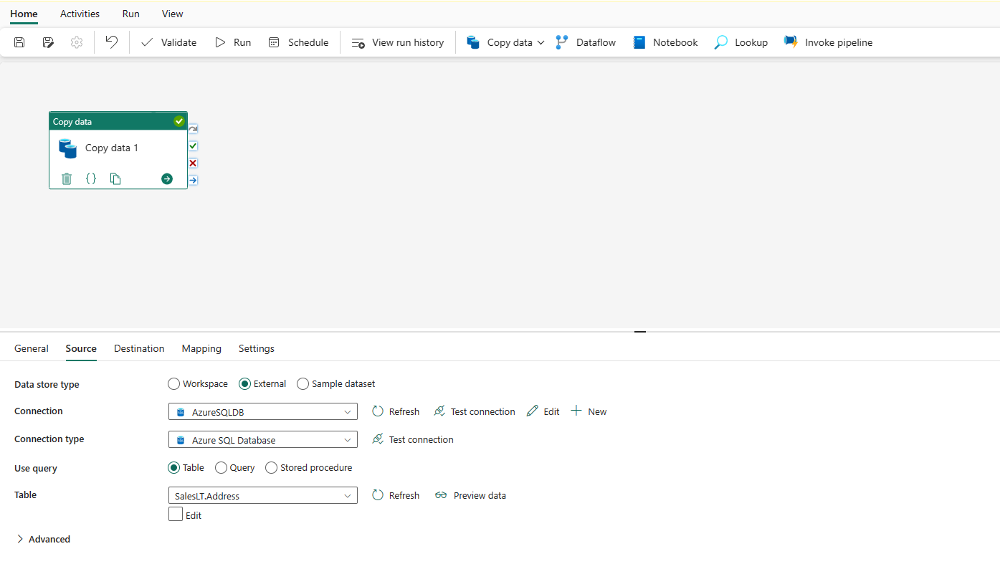 Home Activities Run View
Validate Run Schedule View run history Copy data Dataflow Notebook Lookup Invoke pipeline
Copy data
Copy data 1
General Source Destination Mapping Settings
Data store type Workspace External Sample dataset
Connection AzureSQLDB Refresh Test connection Edit New
Connection type Azure SQL Database Test connection
Use query Table Query Stored procedure
Table SalesLT.Address Refresh Preview data
Edit
Advanced